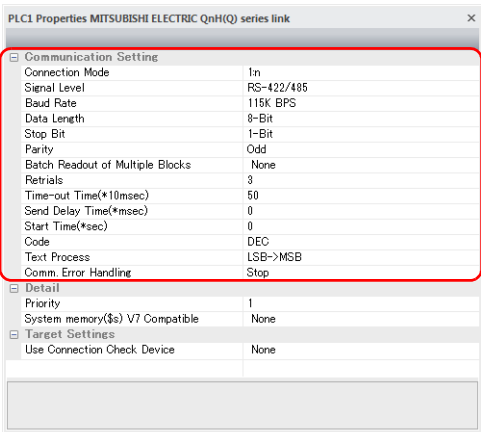 PLC1 Properties MITSUBISHI ELECTRIC QnH(Q) series link ×
Communication Setting
Connection Mode 1:n
Signal Level RS-422/485
Baud Rate 115K BPS
Data Length 8-Bit
Stop Bit 1-Bit
Parity Odd
Batch Readout of Multiple Blocks None
Retrials 3
Time-out Time(*10msec) 50
Send Delay Time(*msec) 0
Start Time(*sec) 0
Code DEC
Text Process LSB->MSB
Comm. Error Handling Stop
Detail
Priority 1
System memory($s) V7 Compatible None
Target Settings
Use Connection Check Device None